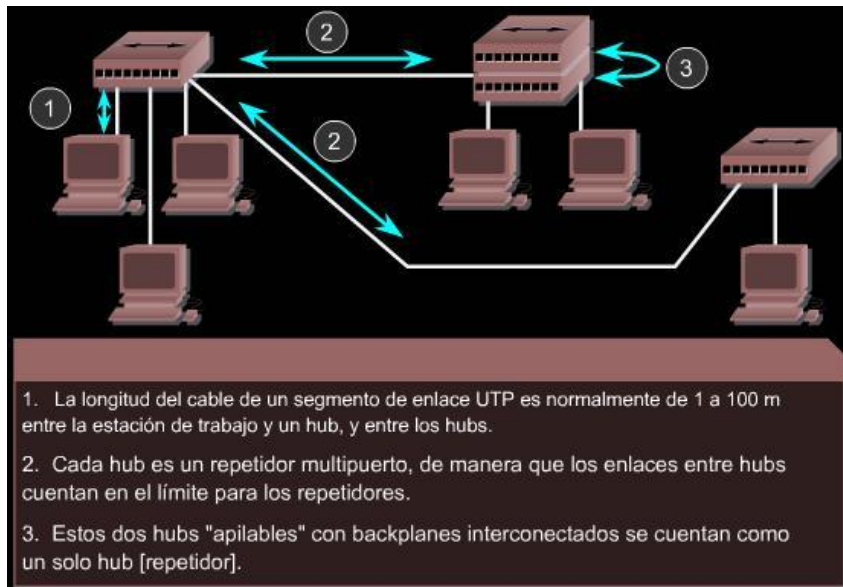 2
3
1
2
1. La longitud del cable de un segmento de enlace UTP es normalmente de 1 a 100 m
entre la estación de trabajo y un hub, y entre los hubs.
2. Cada hub es un repetidor multipuerto, de manera que los enlaces entre hubs
cuentan en el límite para los repetidores.
3. Estos dos hubs "apilables" con backplanes interconectados se cuentan como
un solo hub [repetidor].